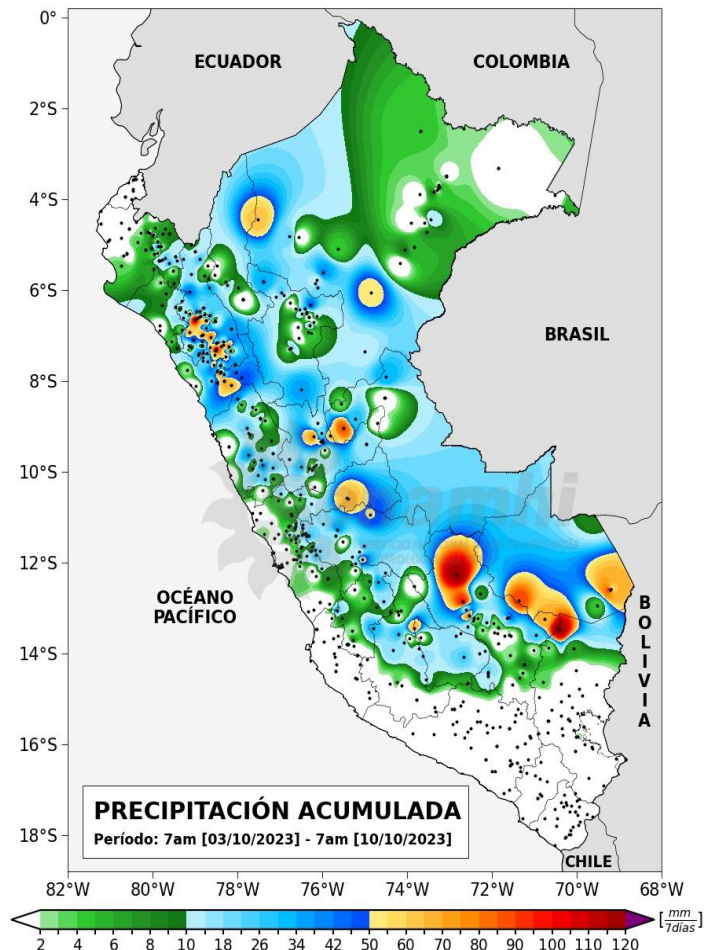 0°
2°S
4°S
6°S
8°S
10°S
12°S
14°S
16°S
18°S
ECUADOR
COLOMBIA
BRASIL
OCÉANO
PACÍFICO
B
O
L
I
V
I
A
CHILE
PRECIPITACIÓN ACUMULADA
Período: 7am [03/10/2023] - 7am [10/10/2023]
82°W 80°W 78°W 76°W 74°W 72°W 70°W 68°W
2 4 6 8 10 18 26 34 42 50 60 70 80 90 100 110 120
[mm/7días]